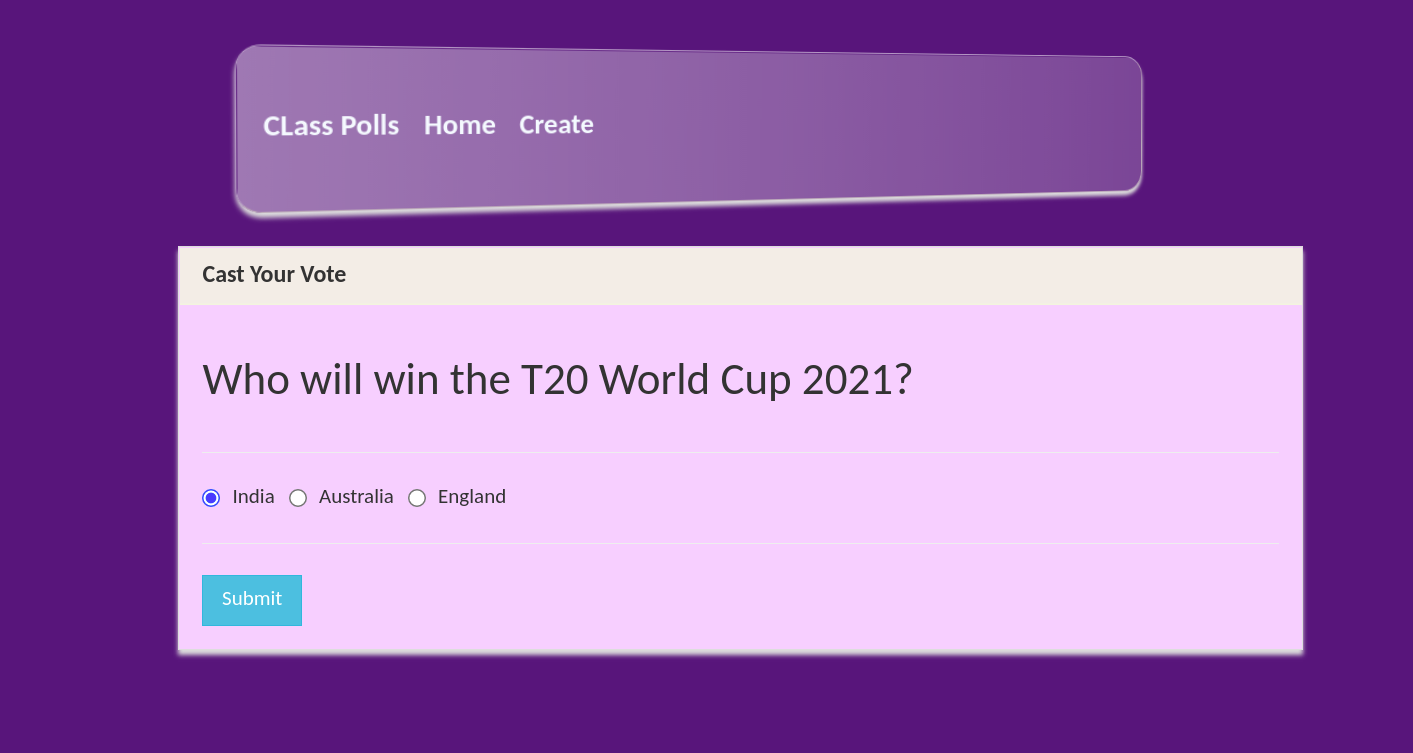 CLass Polls Home Create
Cast Your Vote
Who will win the T20 World Cup 2021?
India Australia England
Submit